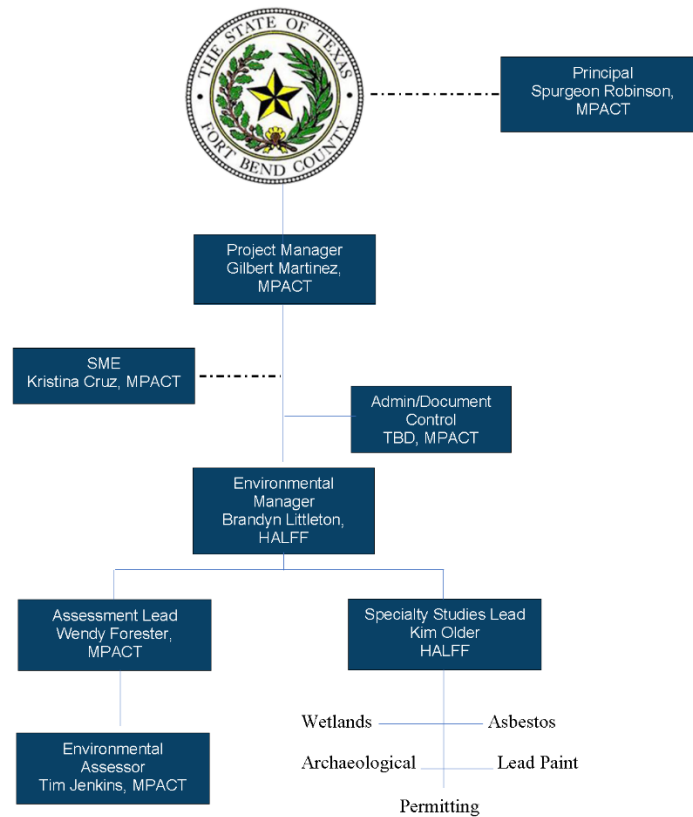 THE STATE OF TEXAS
FORT BEND COUNTY
Principal
Spurgeon Robinson,
MPACT
Project Manager
Gilbert Martinez,
MPACT
SME
Kristina Cruz, MPACT
Admin/Document
Control
TBD, MPACT
Environmental
Manager
Brandyn Littleton,
HALFF
Assessment Lead
Wendy Forester,
MPACT
Specialty Studies Lead
Kim Older
HALFF
Wetlands
Asbestos
Environmental
Assessor
Tim Jenkins, MPACT
Archaeological
Lead Paint
Permitting